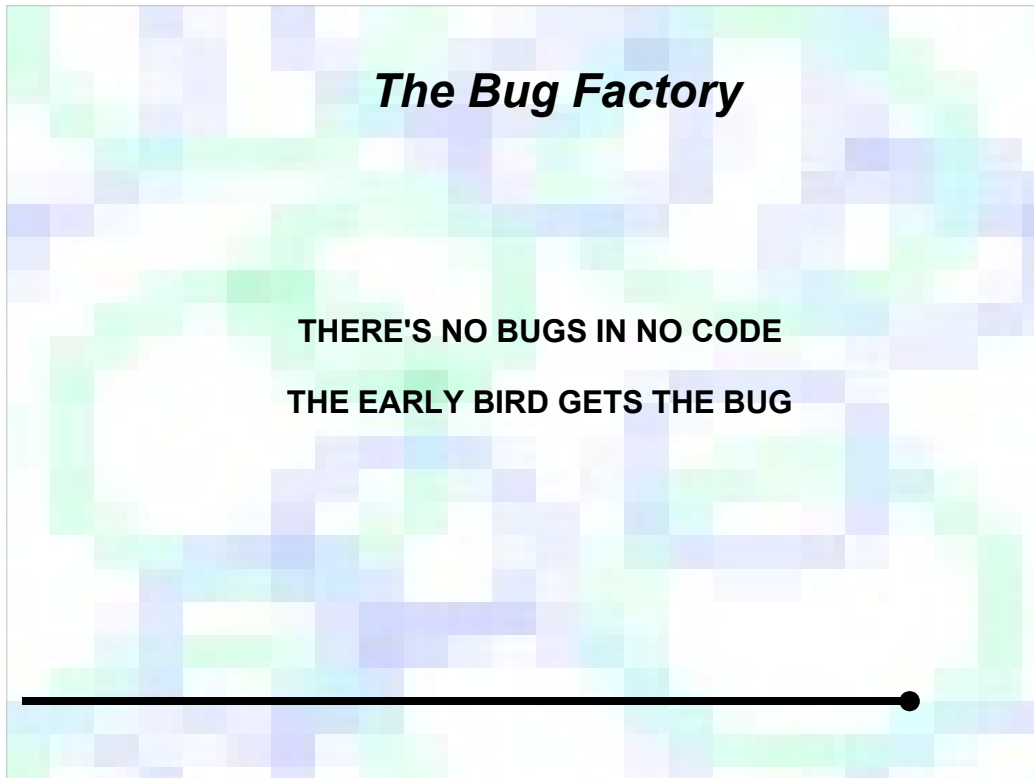 The Bug Factory
THERE'S NO BUGS IN NO CODE
THE EARLY BIRD GETS THE BUG